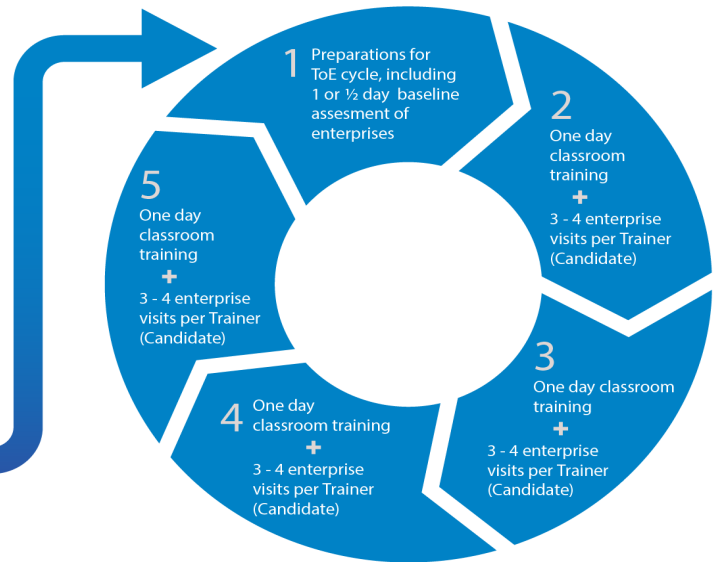 1
Preparations for
ToE cycle, including
1 or ½ day baseline
assesment of
enterprises
2
One day
classroom
training
+
3 - 4 enterprise
visits per Trainer
(Candidate)
3
One day classroom
training
+
3 - 4 enterprise
visits per Trainer
(Candidate)
4
One day
classroom training
+
3 - 4 enterprise
visits per Trainer
(Candidate)
5
One day
classroom
training
+
3 - 4 enterprise
visits per Trainer
(Candidate)